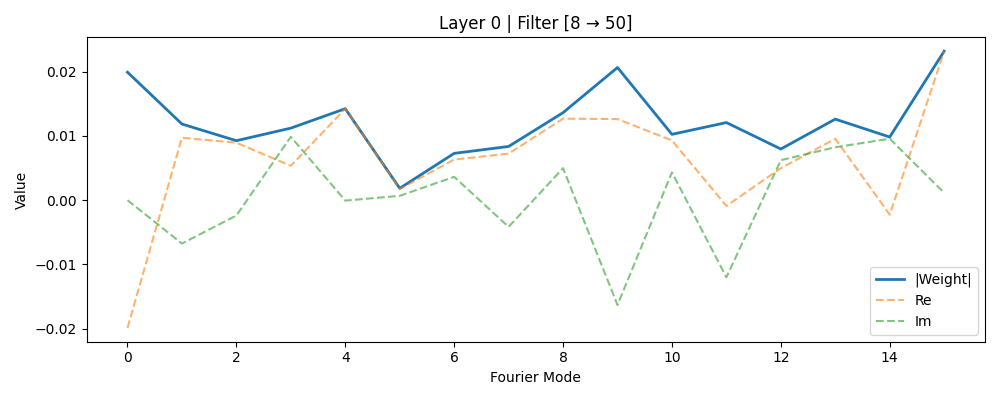 Layer 0 | Filter [8 → 50]
Value
0.02
0.01
0.00
−0.01
−0.02
0
2
4
6
8
10
12
14
Fourier Mode
|Weight|
Re
Im